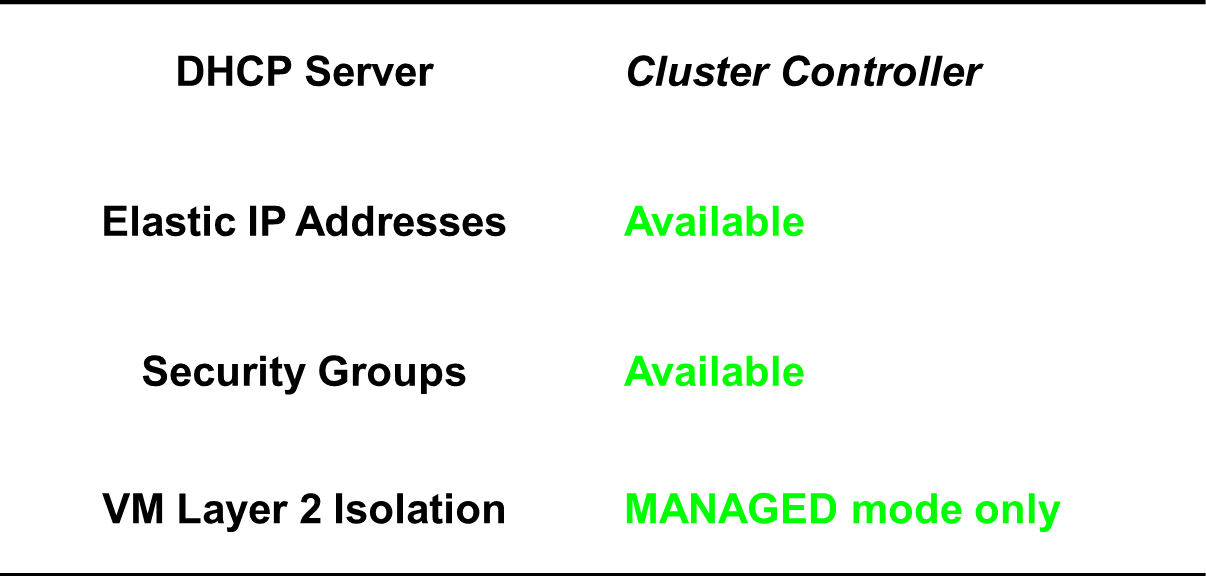 DHCP Server Cluster Controller
Elastic IP Addresses Available
Security Groups Available
VM Layer 2 Isolation MANAGED mode only